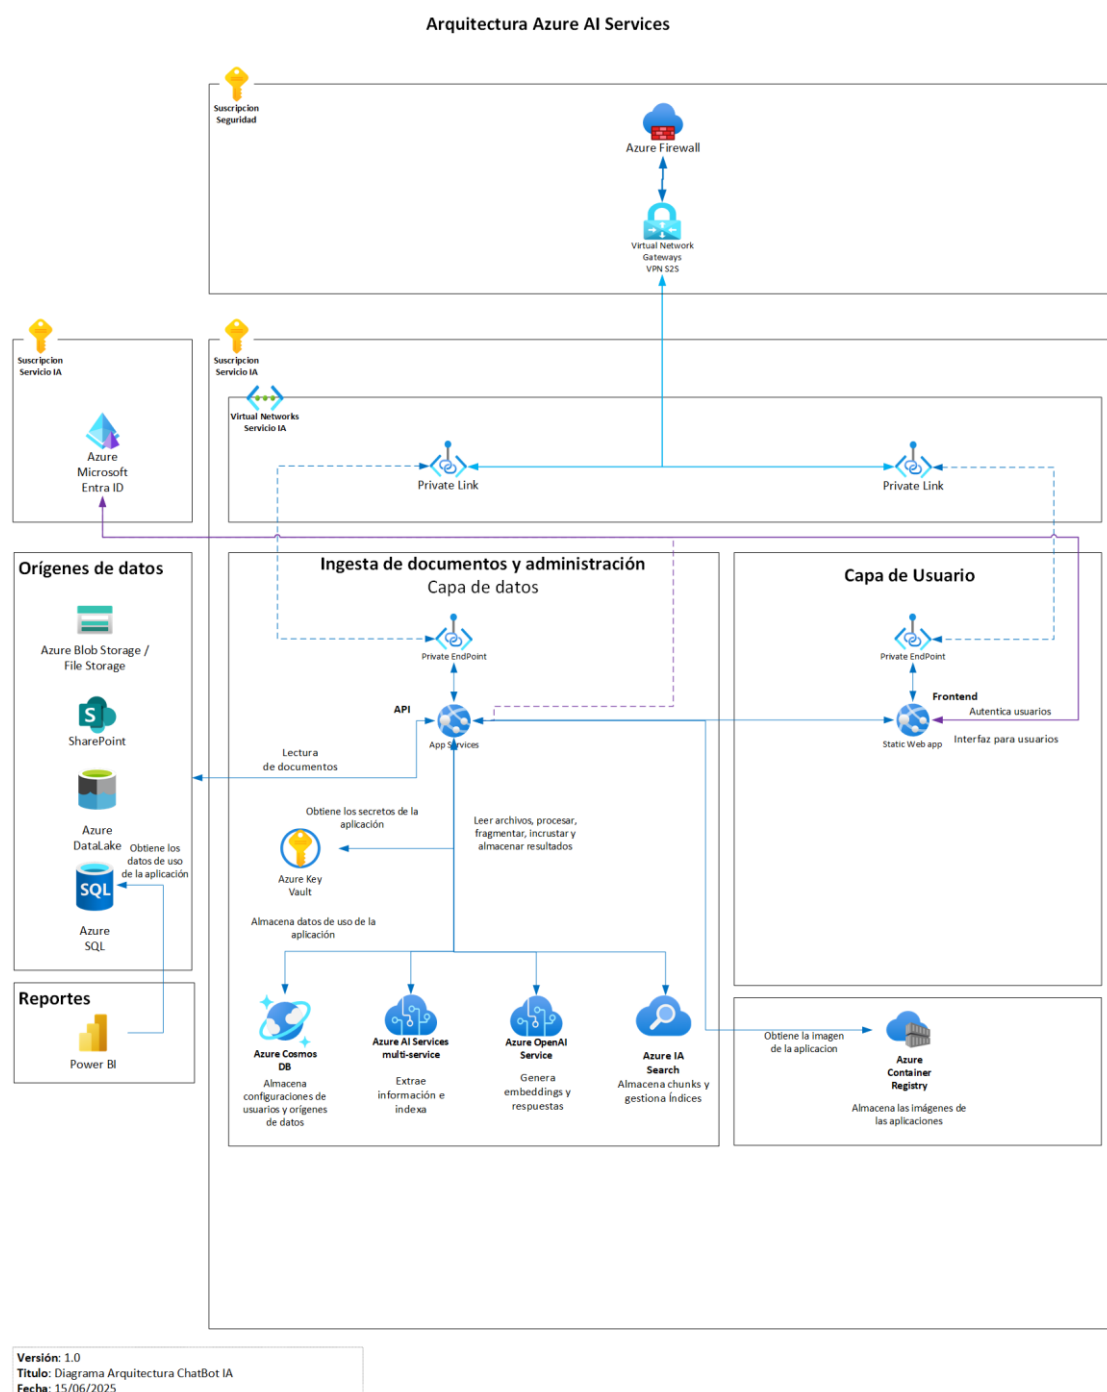 Arquitectura Azure AI Services
Suscripcion
Seguridad
Azure Firewall
Virtual Network
Gateways
VPN S2S
Suscripcion
Servicio IA
Azure
Microsoft
Entra ID
Suscripcion
Servicio IA
Virtual Networks
Servicio IA
Private Link
Private Link
Orígenes de datos
Azure Blob Storage /
File Storage
SharePoint
Azure
DataLake
Obtiene los
datos de uso
de la aplicación
SQL
Azure
SQL
Reportes
Power BI
Ingesta de documentos y administración
Capa de datos
Private EndPoint
API
App Services
Lectura
de documentos
Obtiene los secretos de la
aplicación
Leer archivos, procesar,
fragmentar, incrustar y
almacenar resultados
Azure Key
Vault
Almacena datos de uso de la
aplicación
Azure Cosmos
DB
Almacena
configuraciones de
usuarios y orígenes
de datos
Azure AI Services
multi-service
Extrae
información e
indexa
Azure OpenAI
Service
Genera
embeddings y
respuestas
Azure IA
Search
Almacena chunks y
gestiona Índices
Capa de Usuario
Private EndPoint
Frontend
Autentica usuarios
Static Web app
Interfaz para usuarios
Obtiene la imagen
de la aplicacion
Azure
Container
Registry
Almacena las imágenes de
las aplicaciones
Versión: 1.0
Titulo: Diagrama Arquitectura ChatBot IA
Fecha: 15/06/2025